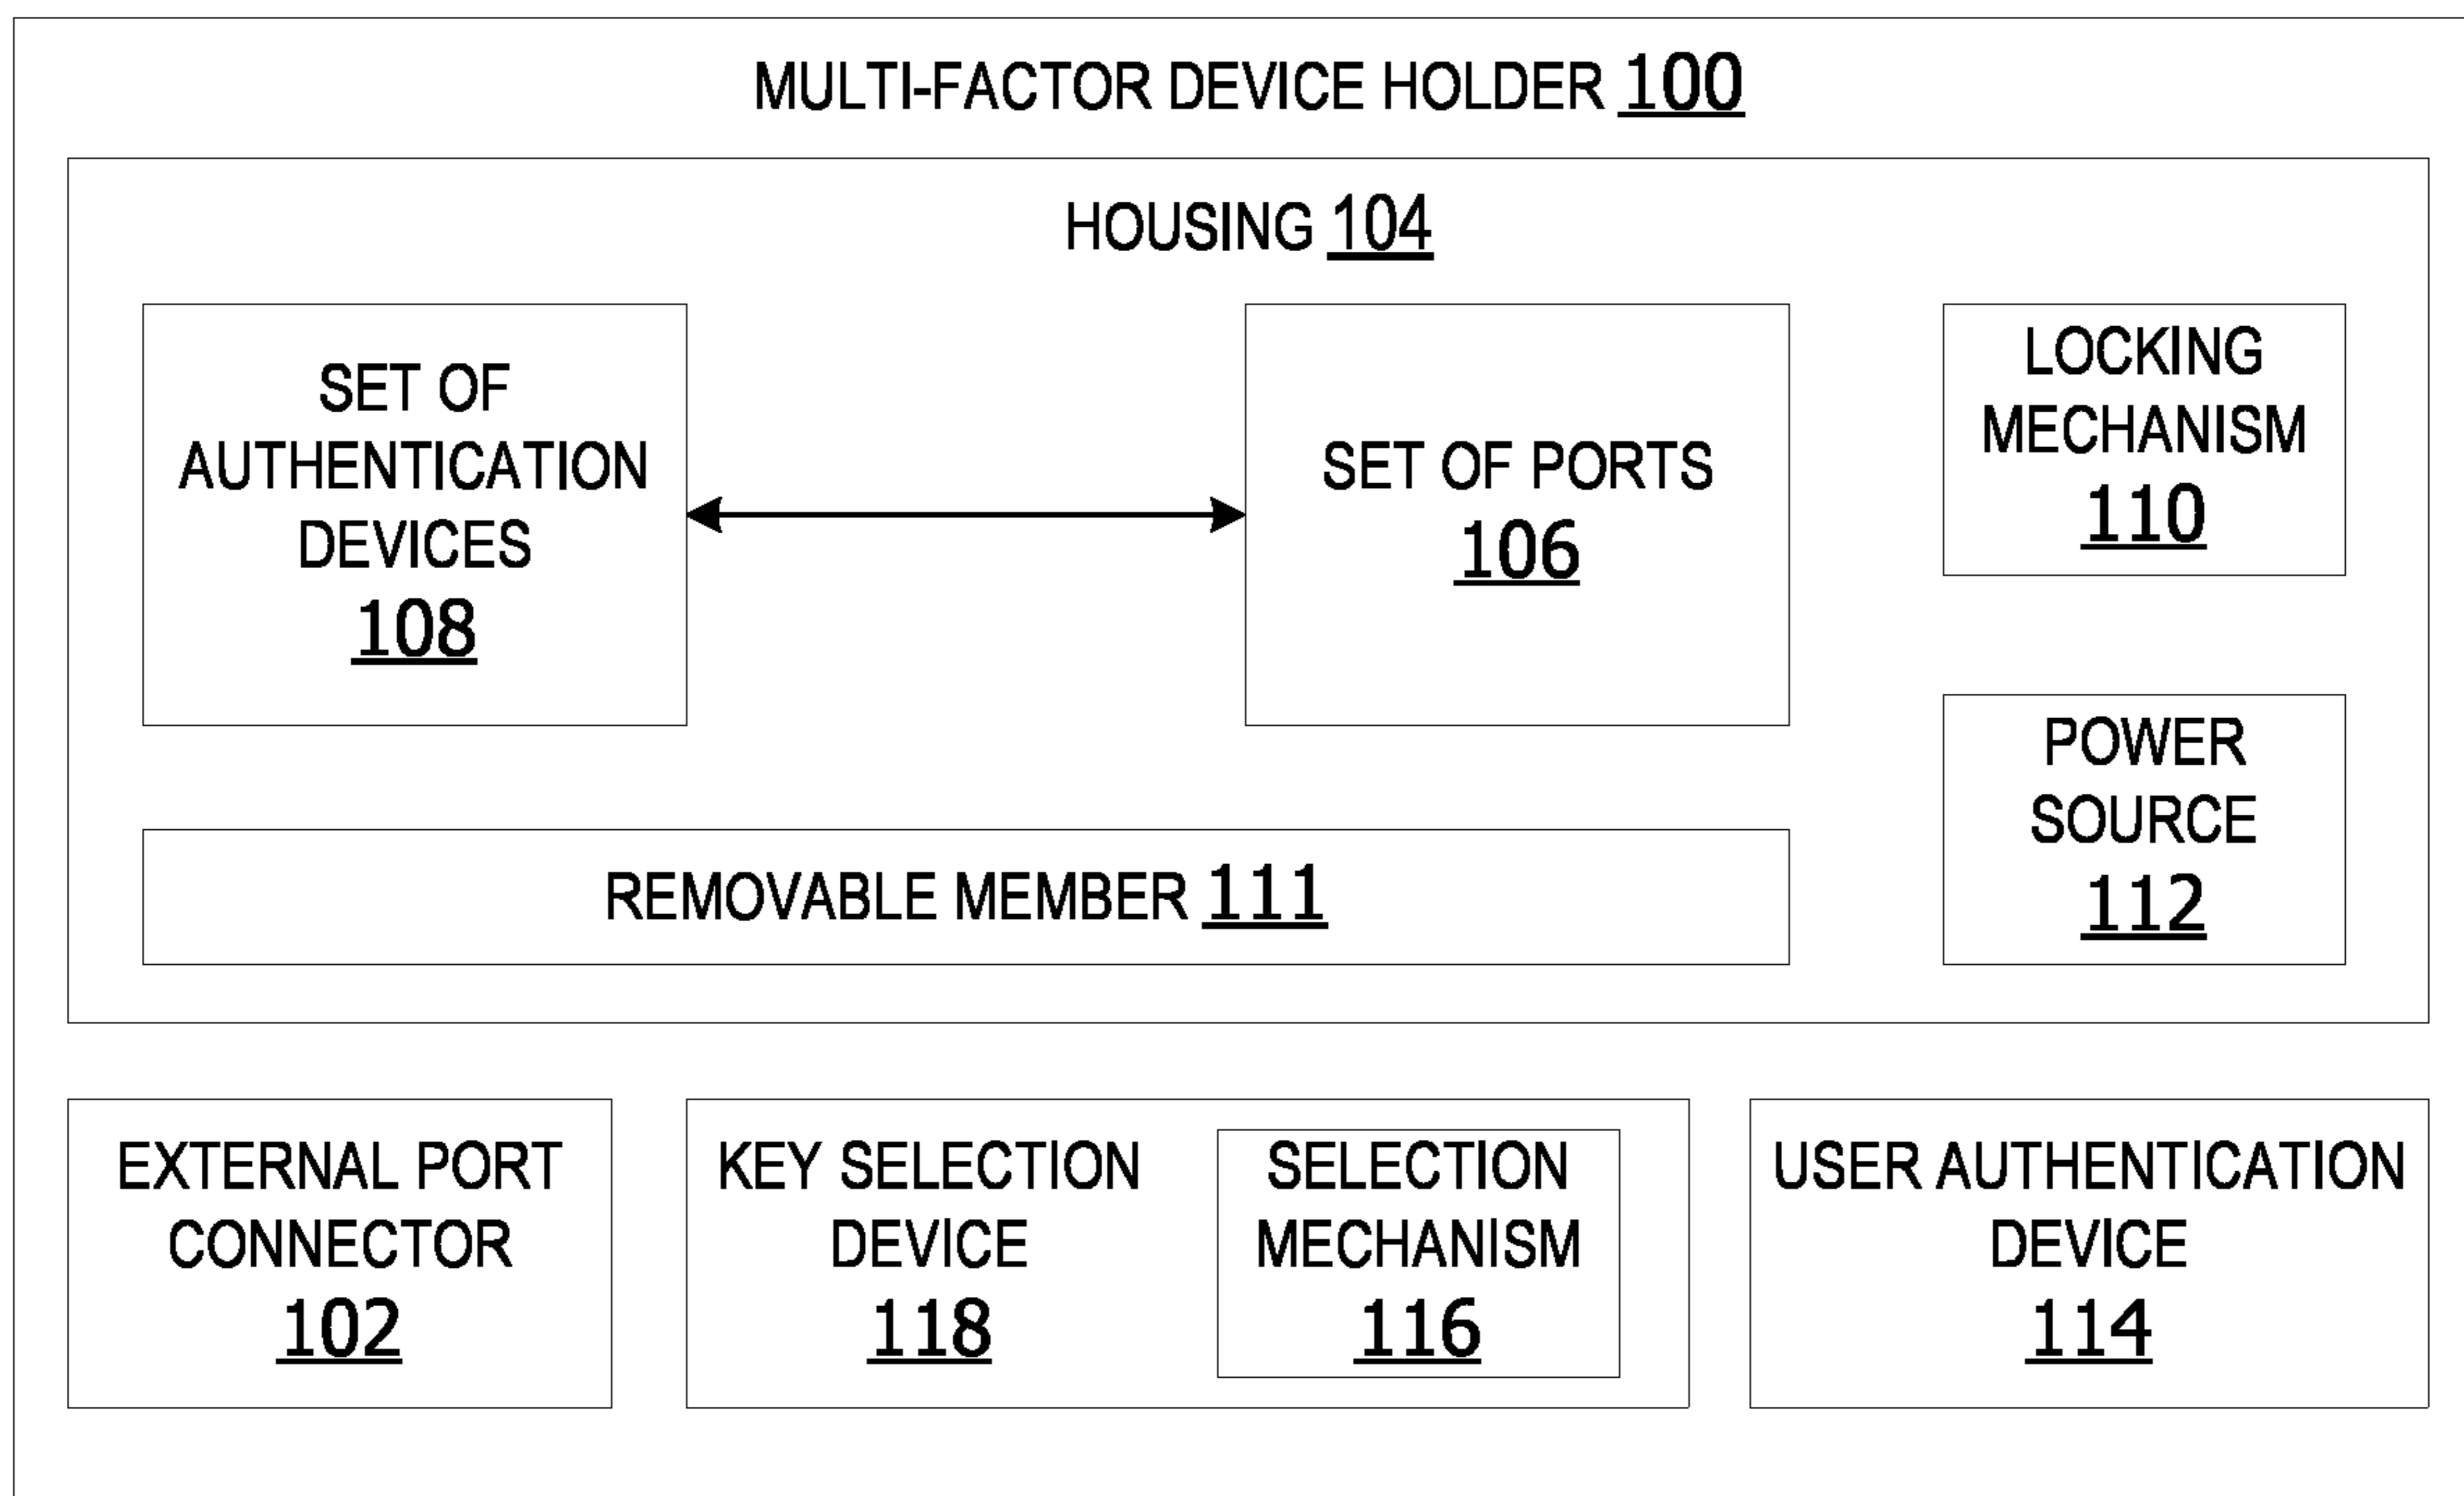 MULTI-FACTOR DEVICE HOLDER 100
HOUSING 104
SET OF
AUTHENTICATION
DEVICES
108
SET OF PORTS
106
LOCKING
MECHANISM
110
POWER
SOURCE
112
REMOVABLE MEMBER 111
EXTERNAL PORT
CONNECTOR
102
KEY SELECTION
DEVICE
118
SELECTION
MECHANISM
116
USER AUTHENTICATION
DEVICE
114